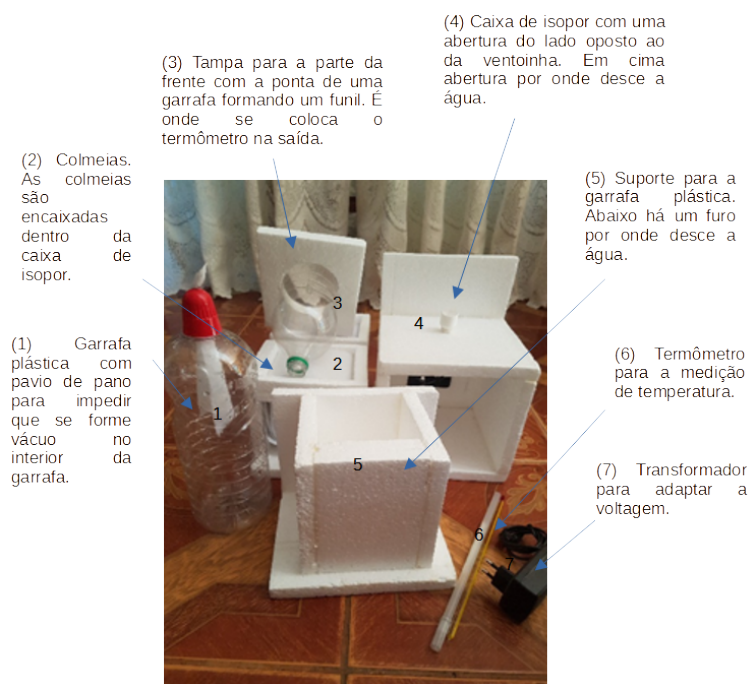 (4) Caixa de isopor com uma
abertura do lado oposto ao
da ventoinha. Em cima
abertura por onde desce a
água.
(3) Tampa para a parte da
frente com a ponta de uma
garrafa formando um funil. É
onde se coloca o
termômetro na saída.
(2) Colmeias.
As colmeias
são
encaixadas
dentro da
caixa de
isopor.
(5) Suporte para a
garrafa plástica.
Abaixo há um furo
por onde desce a
água.
(1) Garrafa
plástica com
pavio de pano
para impedir
que se forme
vácuo no
interior da
garrafa.
(6) Termômetro
para a medição
de temperatura.
(7) Transformador
para adaptar a
voltagem.
3
4
2
1
5
6
7